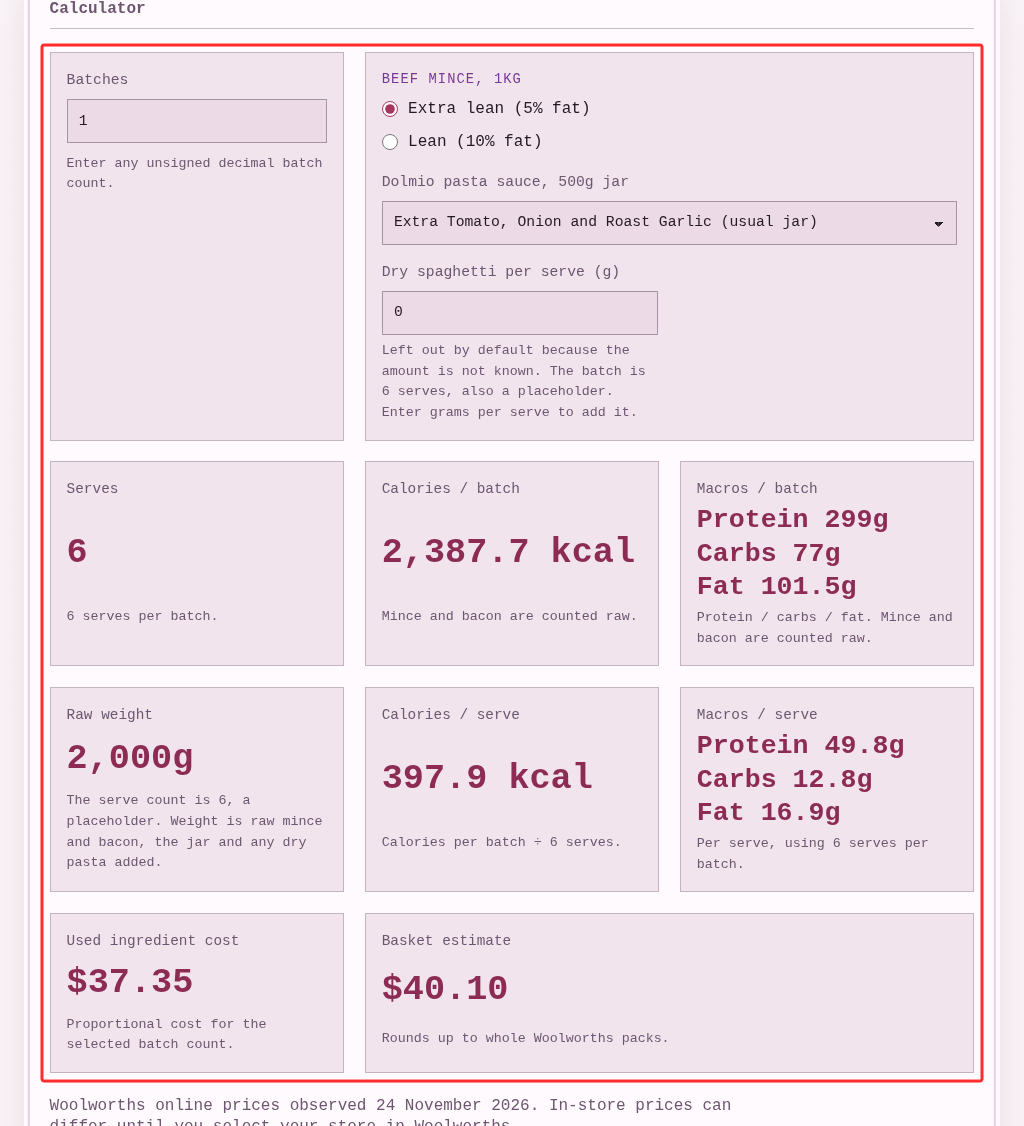 Calculator
Batches
1
Enter any unsigned decimal batch
count.
BEEF MINCE, 1KG
Extra lean (5% fat)
Lean (10% fat)
Dolmio pasta sauce, 500g jar
Extra Tomato, Onion and Roast Garlic (usual jar)
Dry spaghetti per serve (g)
0
Left out by default because the
amount is not known. The batch is
6 serves, also a placeholder.
Enter grams per serve to add it.
Serves
6
6 serves per batch.
Calories / batch
2,387.7 kcal
Mince and bacon are counted raw.
Macros / batch
Protein 299g
Carbs 77g
Fat 101.5g
Protein / carbs / fat. Mince and
bacon are counted raw.
Raw weight
2,000g
The serve count is 6, a
placeholder. Weight is raw mince
and bacon, the jar and any dry
pasta added.
Calories / serve
397.9 kcal
Calories per batch ÷ 6 serves.
Macros / serve
Protein 49.8g
Carbs 12.8g
Fat 16.9g
Per serve, using 6 serves per
batch.
Used ingredient cost
$37.35
Proportional cost for the
selected batch count.
Basket estimate
$40.10
Rounds up to whole Woolworths packs.
Woolworths online prices observed 24 November 2026. In-store prices can
differ until you select your store in Woolworths.